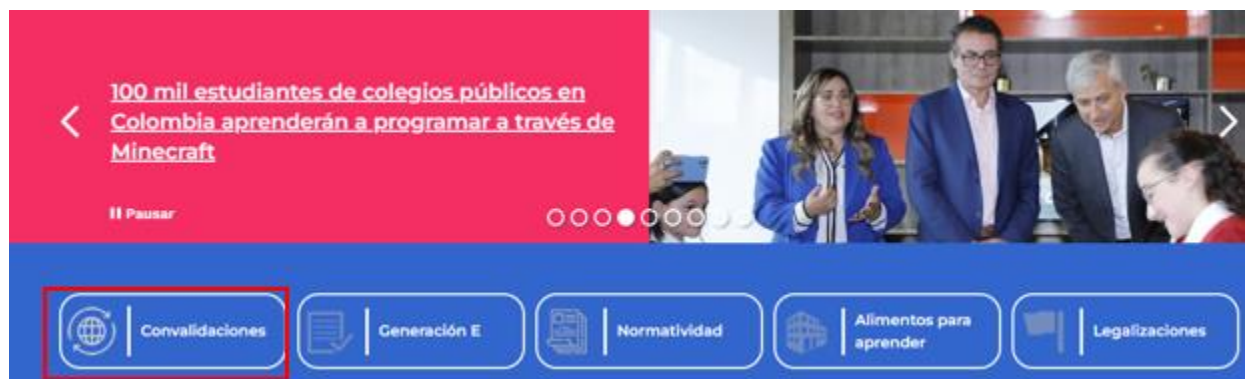 100 mil estudiantes de colegios públicos en
Colombia aprenderán a programar a través de
Minecraft
Pausar
Convalidaciones
Generación E
Normatividad
Alimentos para
aprender
Legalizaciones